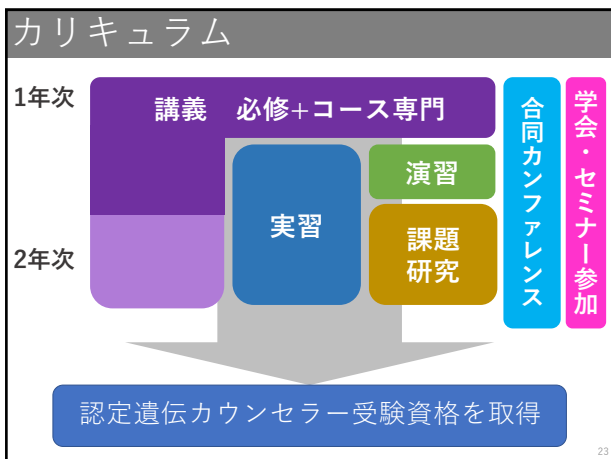 カリキュラム
1年次
講義　必修+コース専門
演習
実習
2年次
課題
研究
合同カンファレンス
学会・セミナー参加
認定遺伝カウンセラー受験資格を取得
23